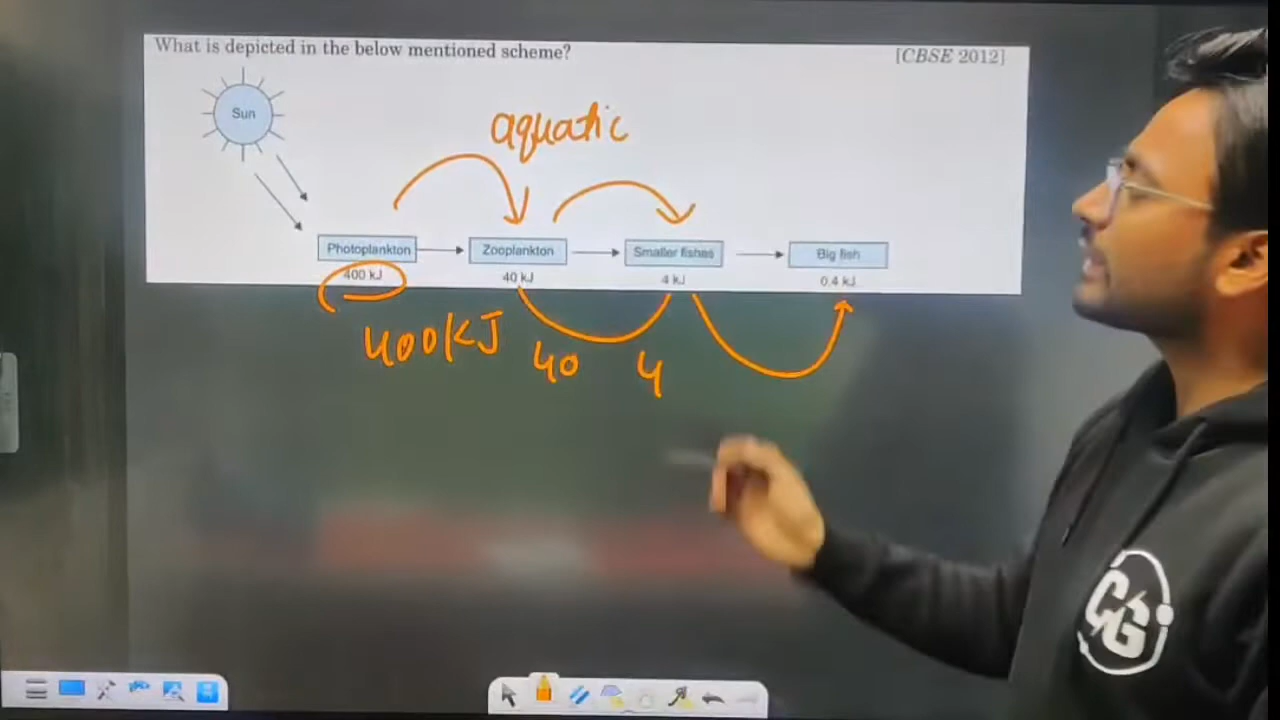 What is depicted in the below mentioned scheme? [CBSE 2012]
Sun
aquatic
Photoplankton Zooplankton Smaller fishes Big fish
400 kJ 40 kJ 4 kJ 0.4 kJ
400kJ 40 4
CG